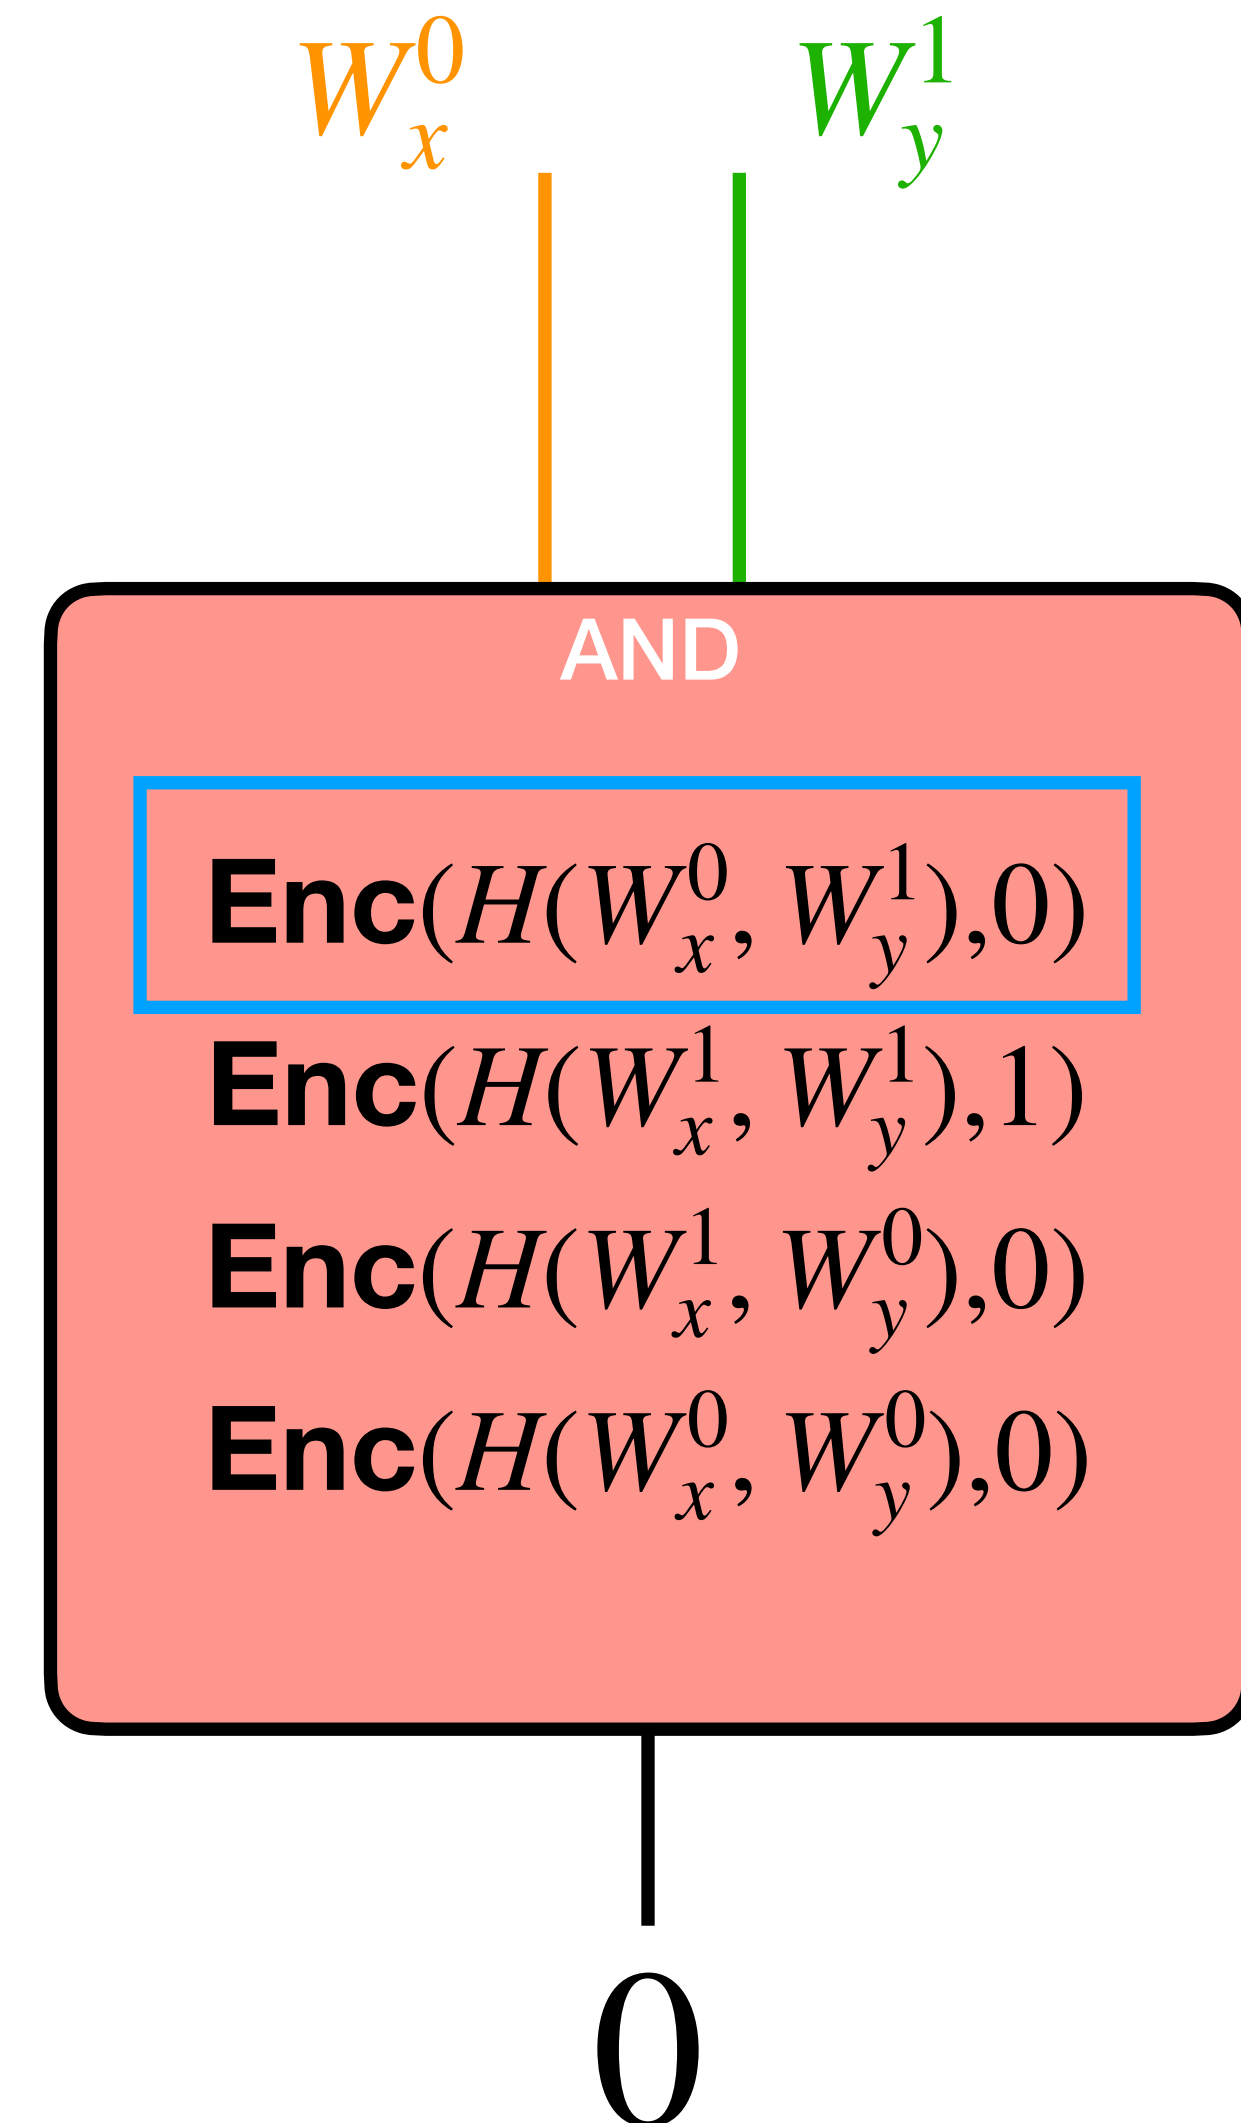 W_x^0 W_y^1
AND
Enc(H(W_x^0, W_y^1),0)
Enc(H(W_x^1, W_y^1),1)
Enc(H(W_x^1, W_y^0),0)
Enc(H(W_x^0, W_y^0),0)
0